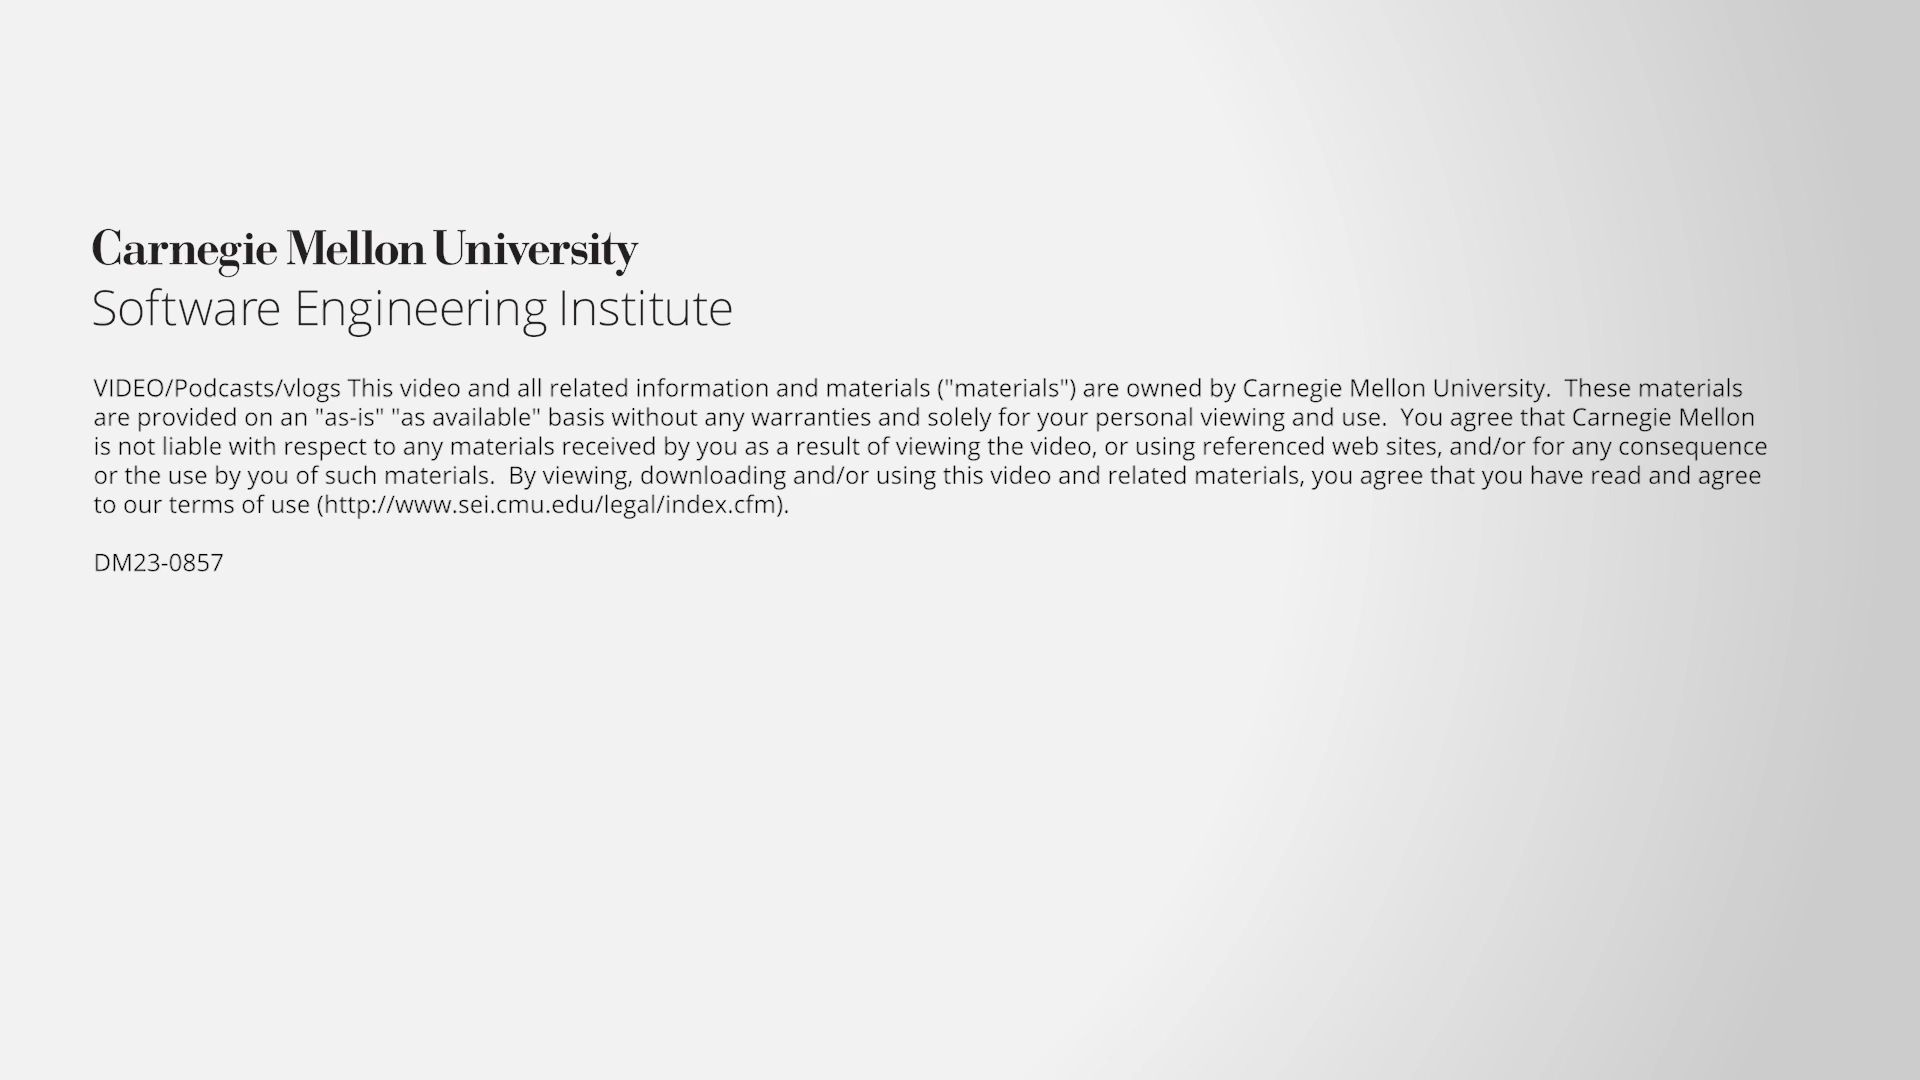 Carnegie Mellon University
Software Engineering Institute
VIDEO/Podcasts/vlogs This video and all related information and materials ("materials") are owned by Carnegie Mellon University.  These materials
are provided on an "as-is" "as available" basis without any warranties and solely for your personal viewing and use.  You agree that Carnegie Mellon
is not liable with respect to any materials received by you as a result of viewing the video, or using referenced web sites, and/or for any consequence
or the use by you of such materials.  By viewing, downloading and/or using this video and related materials, you agree that you have read and agree
to our terms of use (http://www.sei.cmu.edu/legal/index.cfm).
DM23-0857